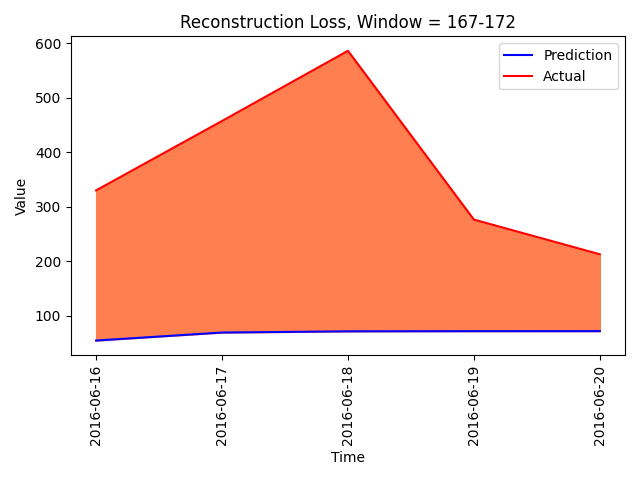 Reconstruction Loss, Window = 167-172
Prediction
Actual
Value
600
500
400
300
200
100
2016-06-16
2016-06-17
2016-06-18
2016-06-19
2016-06-20
Time